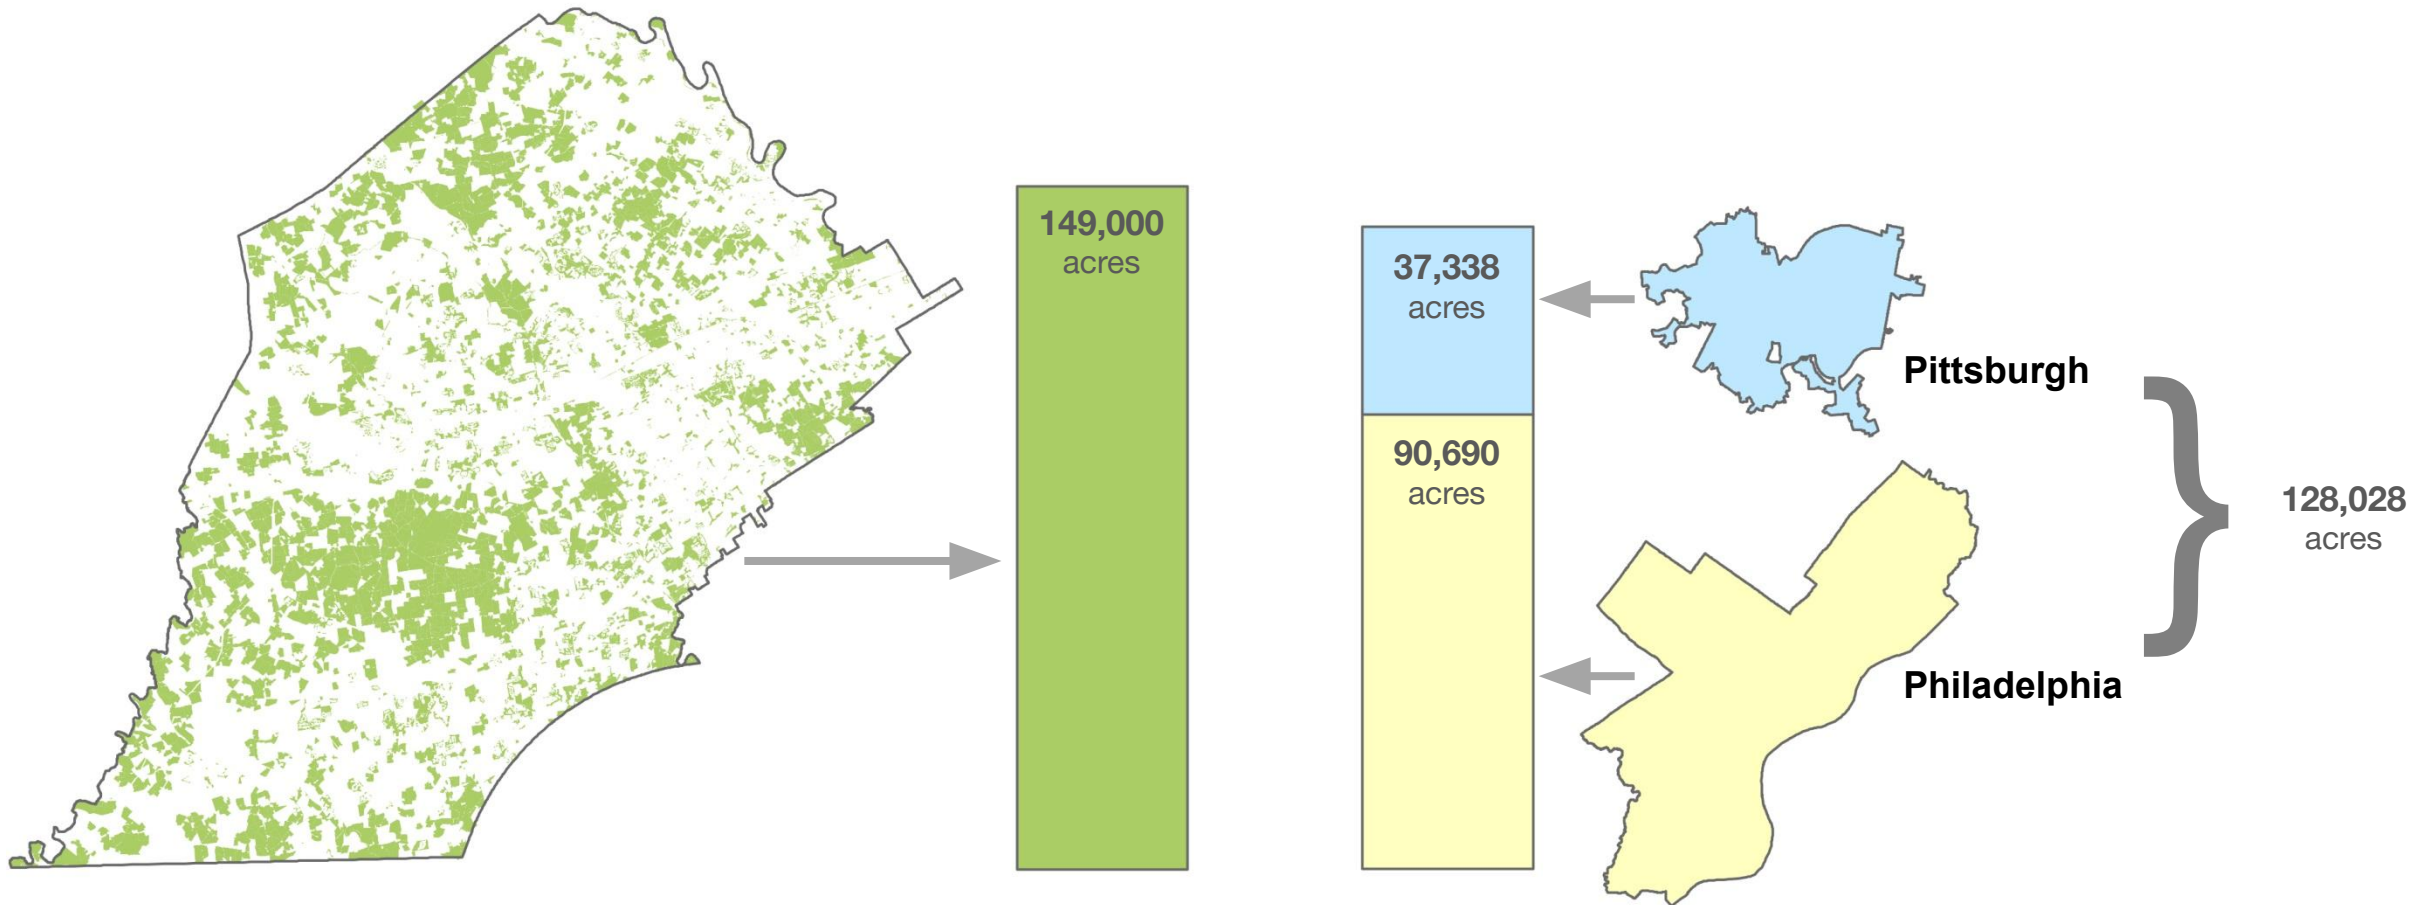 149,000
acres
37,338
acres
Pittsburgh
90,690
acres
Philadelphia
128,028
acres